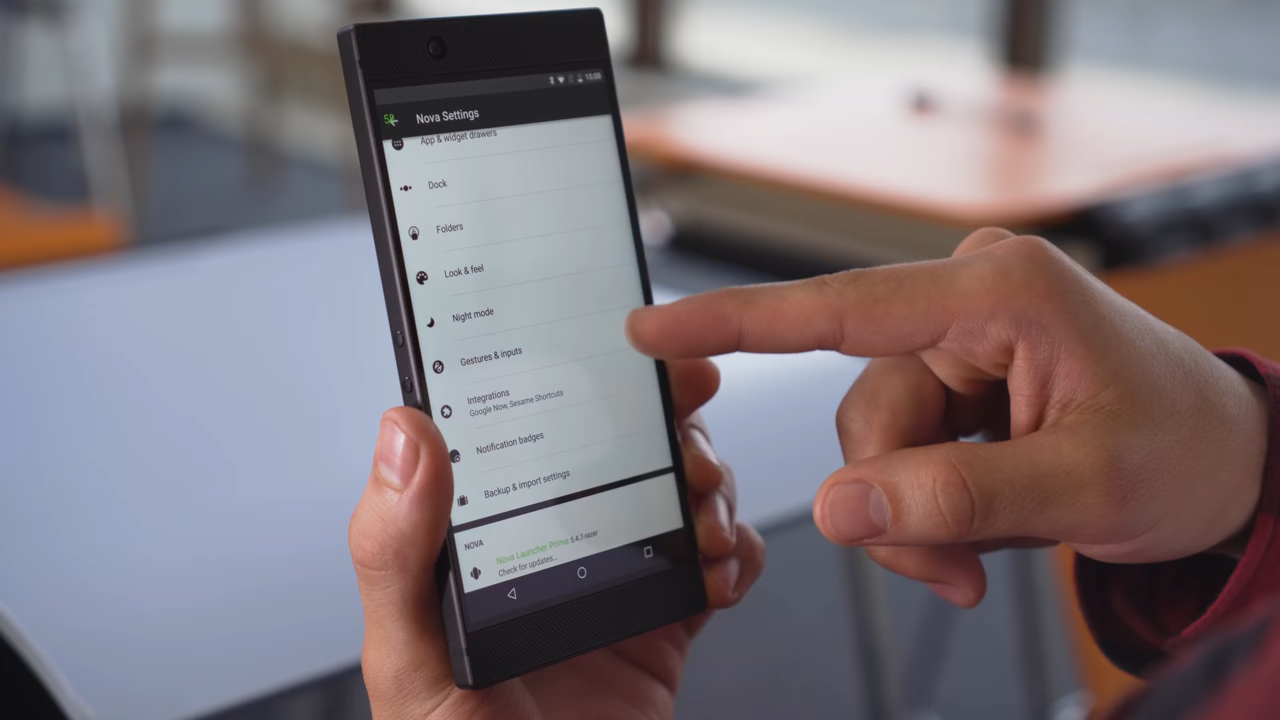 15:08
58
Nova Settings
App & widget drawers
Dock
Folders
Look & feel
Night mode
Gestures & inputs
Integrations
Google Now, Sesame Shortcuts
Notification badges
Backup & import settings
NOVA
Nova Launcher Prime 5.4.7-razer
Check for updates...